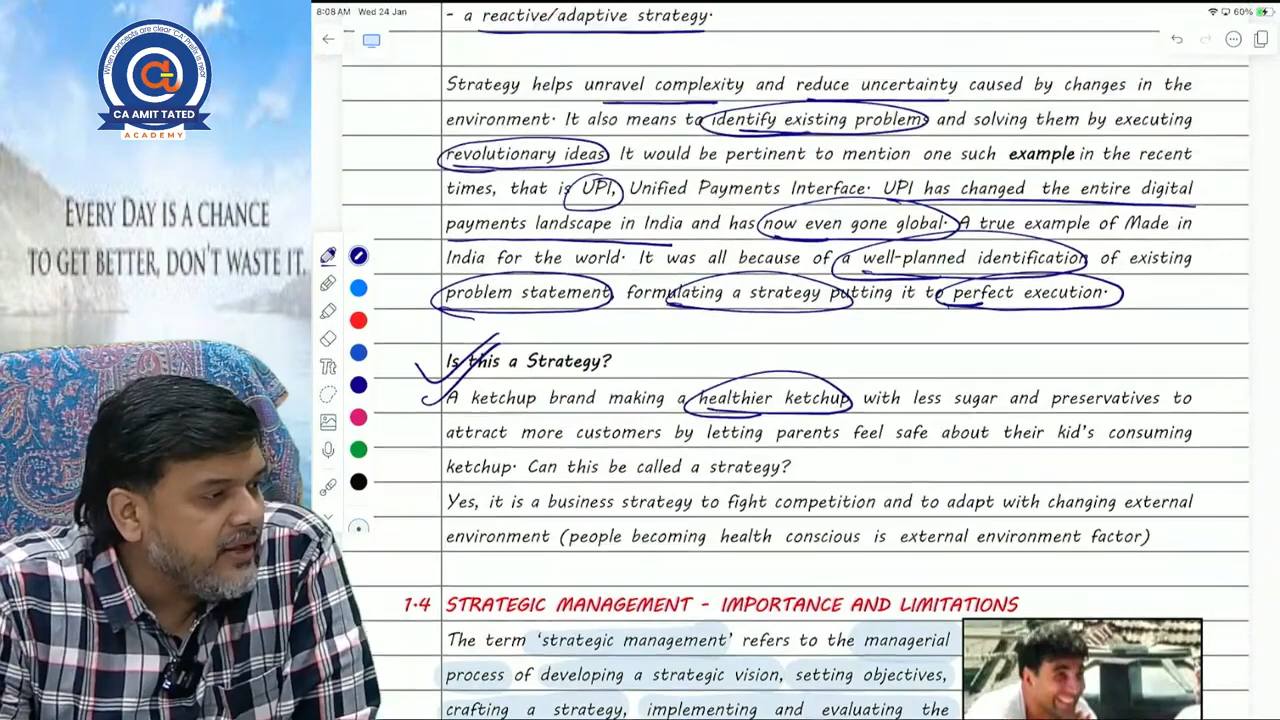 8:08 AM Wed 24 Jan
60%
When concepts are clear 'CA' Prefix is near
CA AMIT TATED
ACADEMY
EVERY DAY IS A CHANCE
TO GET BETTER, DON'T WASTE IT.
Tt
- a reactive/adaptive strategy.
Strategy helps unravel complexity and reduce uncertainty caused by changes in the
environment. It also means to identify existing problem and solving them by executing
revolutionary ideas. It would be pertinent to mention one such example in the recent
times, that is UPI, Unified Payments Interface. UPI has changed the entire digital
payments landscape in India and has now even gone global. A true example of Made in
India for the world. It was all because of a well-planned identification of existing
problem statement, formulating a strategy putting it to perfect execution.
Is this a Strategy?
A ketchup brand making a healthier ketchup with less sugar and preservatives to
attract more customers by letting parents feel safe about their kid's consuming
ketchup. Can this be called a strategy?
Yes, it is a business strategy to fight competition and to adapt with changing external
environment (people becoming health conscious is external environment factor)
1.4 STRATEGIC MANAGEMENT - IMPORTANCE AND LIMITATIONS
The term 'strategic management' refers to the managerial
process of developing a strategic vision, setting objectives,
crafting a strategy, implementing and evaluating the